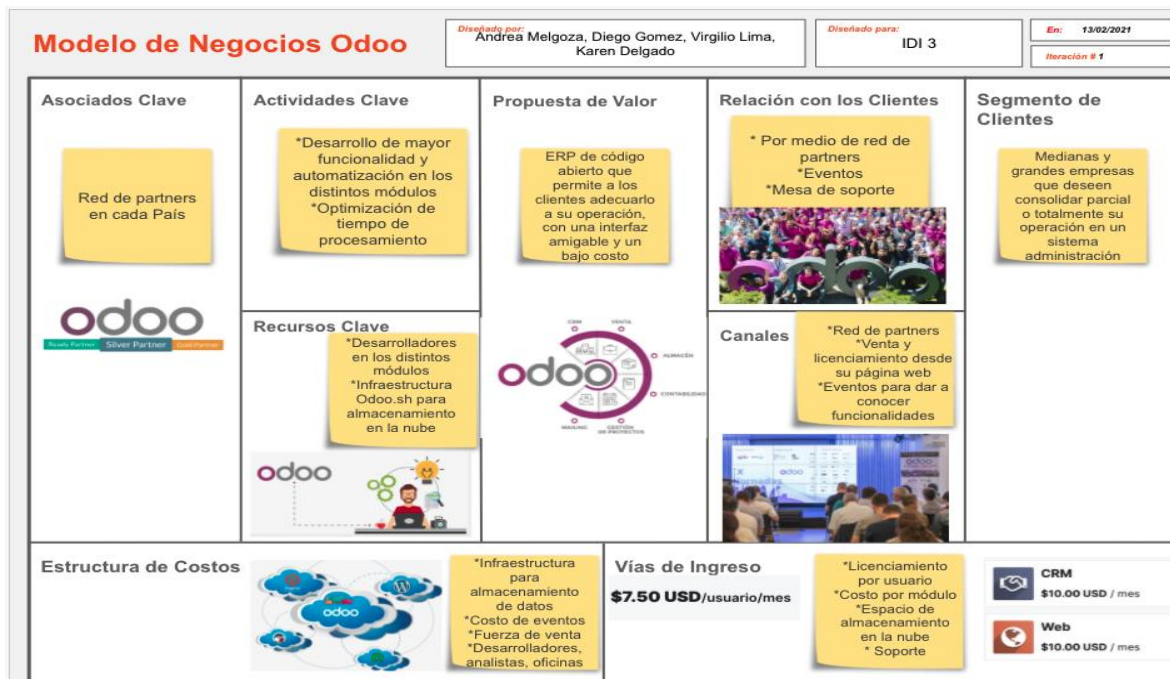 Modelo de Negocios Odoo
Diseñado por:
Andrea Melgoza, Diego Gomez, Virgilio Lima,
Karen Delgado
Diseñado para:
IDI 3
En: 13/02/2021
Iteración # 1
Asociados Clave
Red de partners
en cada País
odoo
Ready Partner Silver Partner Gold Partner
Actividades Clave
*Desarrollo de mayor
funcionalidad y
automatización en los
distintos módulos
*Optimización de
tiempo de
procesamiento
Recursos Clave
*Desarrolladores
en los distintos
módulos
*Infraestructura
Odoo.sh para
almacenamiento
en la nube
odoo
Propuesta de Valor
ERP de código
abierto que
permite a los
clientes adecuarlo
a su operación,
con una interfaz
amigable y un
bajo costo
CRM
VENTA
ALMACÉN
odoo
CONTABILIDAD
MAILING
GESTIÓN
DE PROYECTOS
Relación con los Clientes
* Por medio de red de
partners
*Eventos
*Mesa de soporte
odoo
Canales
*Red de partners
*Venta y
licenciamiento desde
su página web
*Eventos para dar a
conocer
funcionalidades
odoo
Segmento de
Clientes
Medianas y
grandes empresas
que deseen
consolidar parcial
o totalmente su
operación en un
sistema
administración
Estructura de Costos
odoo
*Infraestructura
para
almacenamiento
de datos
*Costo de eventos
*Fuerza de venta
*Desarrolladores,
analistas, oficinas
Vías de Ingreso
$7.50 USD/usuario/mes
*Licenciamiento
por usuario
*Costo por módulo
*Espacio de
almacenamiento
en la nube
* Soporte
CRM
$10.00 USD / mes
Web
$10.00 USD / mes